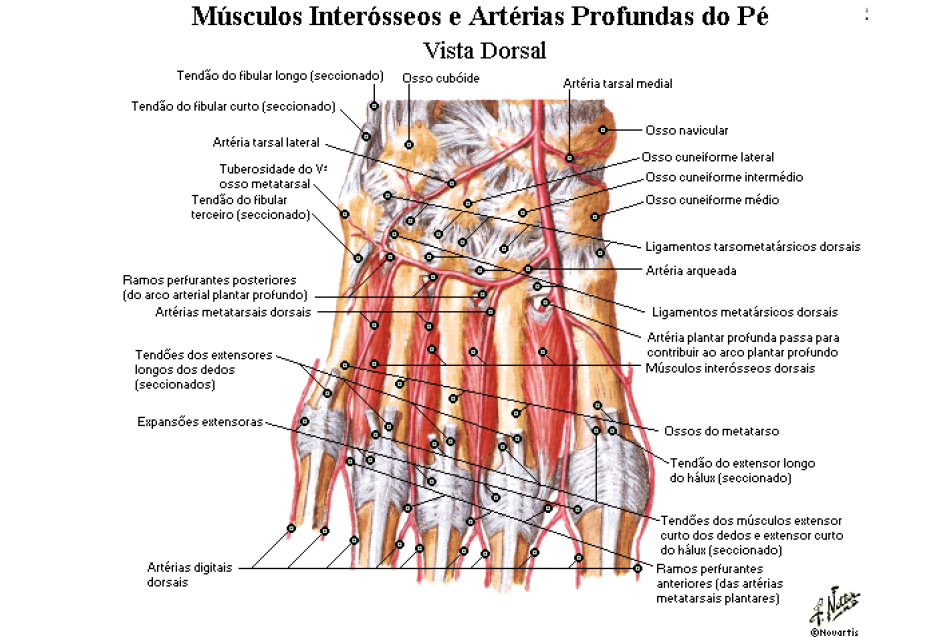 Músculos Interósseos e Artérias Profundas do Pé
Vista Dorsal
Tendão do fibular longo (seccionado)
Osso cubóide
Artéria tarsal medial
Tendão do fibular curto (seccionado)
Artéria tarsal lateral
Tuberosidade do Vª
osso metatarsal
Tendão do fibular
terceiro (seccionado)
Ramos perfurantes posteriores
(do arco arterial plantar profundo)
Artérias metatarsais dorsais
Tendões dos extensores
longos dos dedos
(seccionados)
Expansões extensoras
Artérias digitais
dorsais
Osso navicular
Osso cuneiforme lateral
Osso cuneiforme intermédio
Osso cuneiforme médio
Ligamentos tarsometatársicos dorsais
Artéria arqueada
Ligamentos metatársicos dorsais
Artéria plantar profunda passa para
contribuir ao arco plantar profundo
Músculos interósseos dorsais
Ossos do metatarso
Tendão do extensor longo
do hálux (seccionado)
Tendões dos músculos extensor
curto dos dedos e extensor curto
do hálux (seccionado)
Ramos perfurantes
anteriores (das artérias
metatarsais plantares)
F. Netter
©Novartis